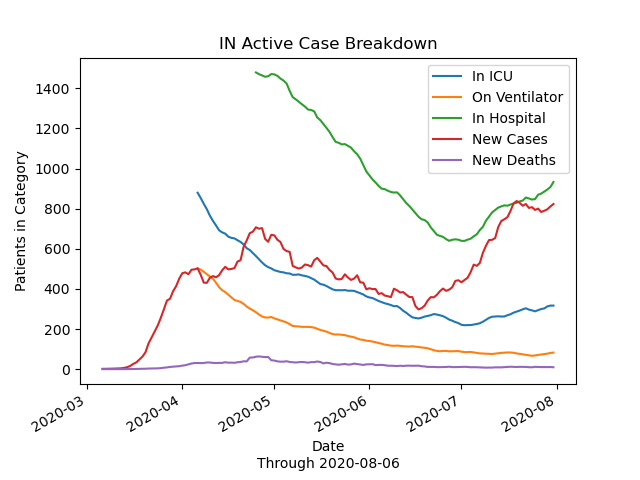 IN Active Case Breakdown
In ICU
On Ventilator
In Hospital
New Cases
New Deaths
Patients in Category
1400
1200
1000
800
600
400
200
0
2020-03
2020-04
2020-05
2020-06
2020-07
2020-08
Date
Through 2020-08-06